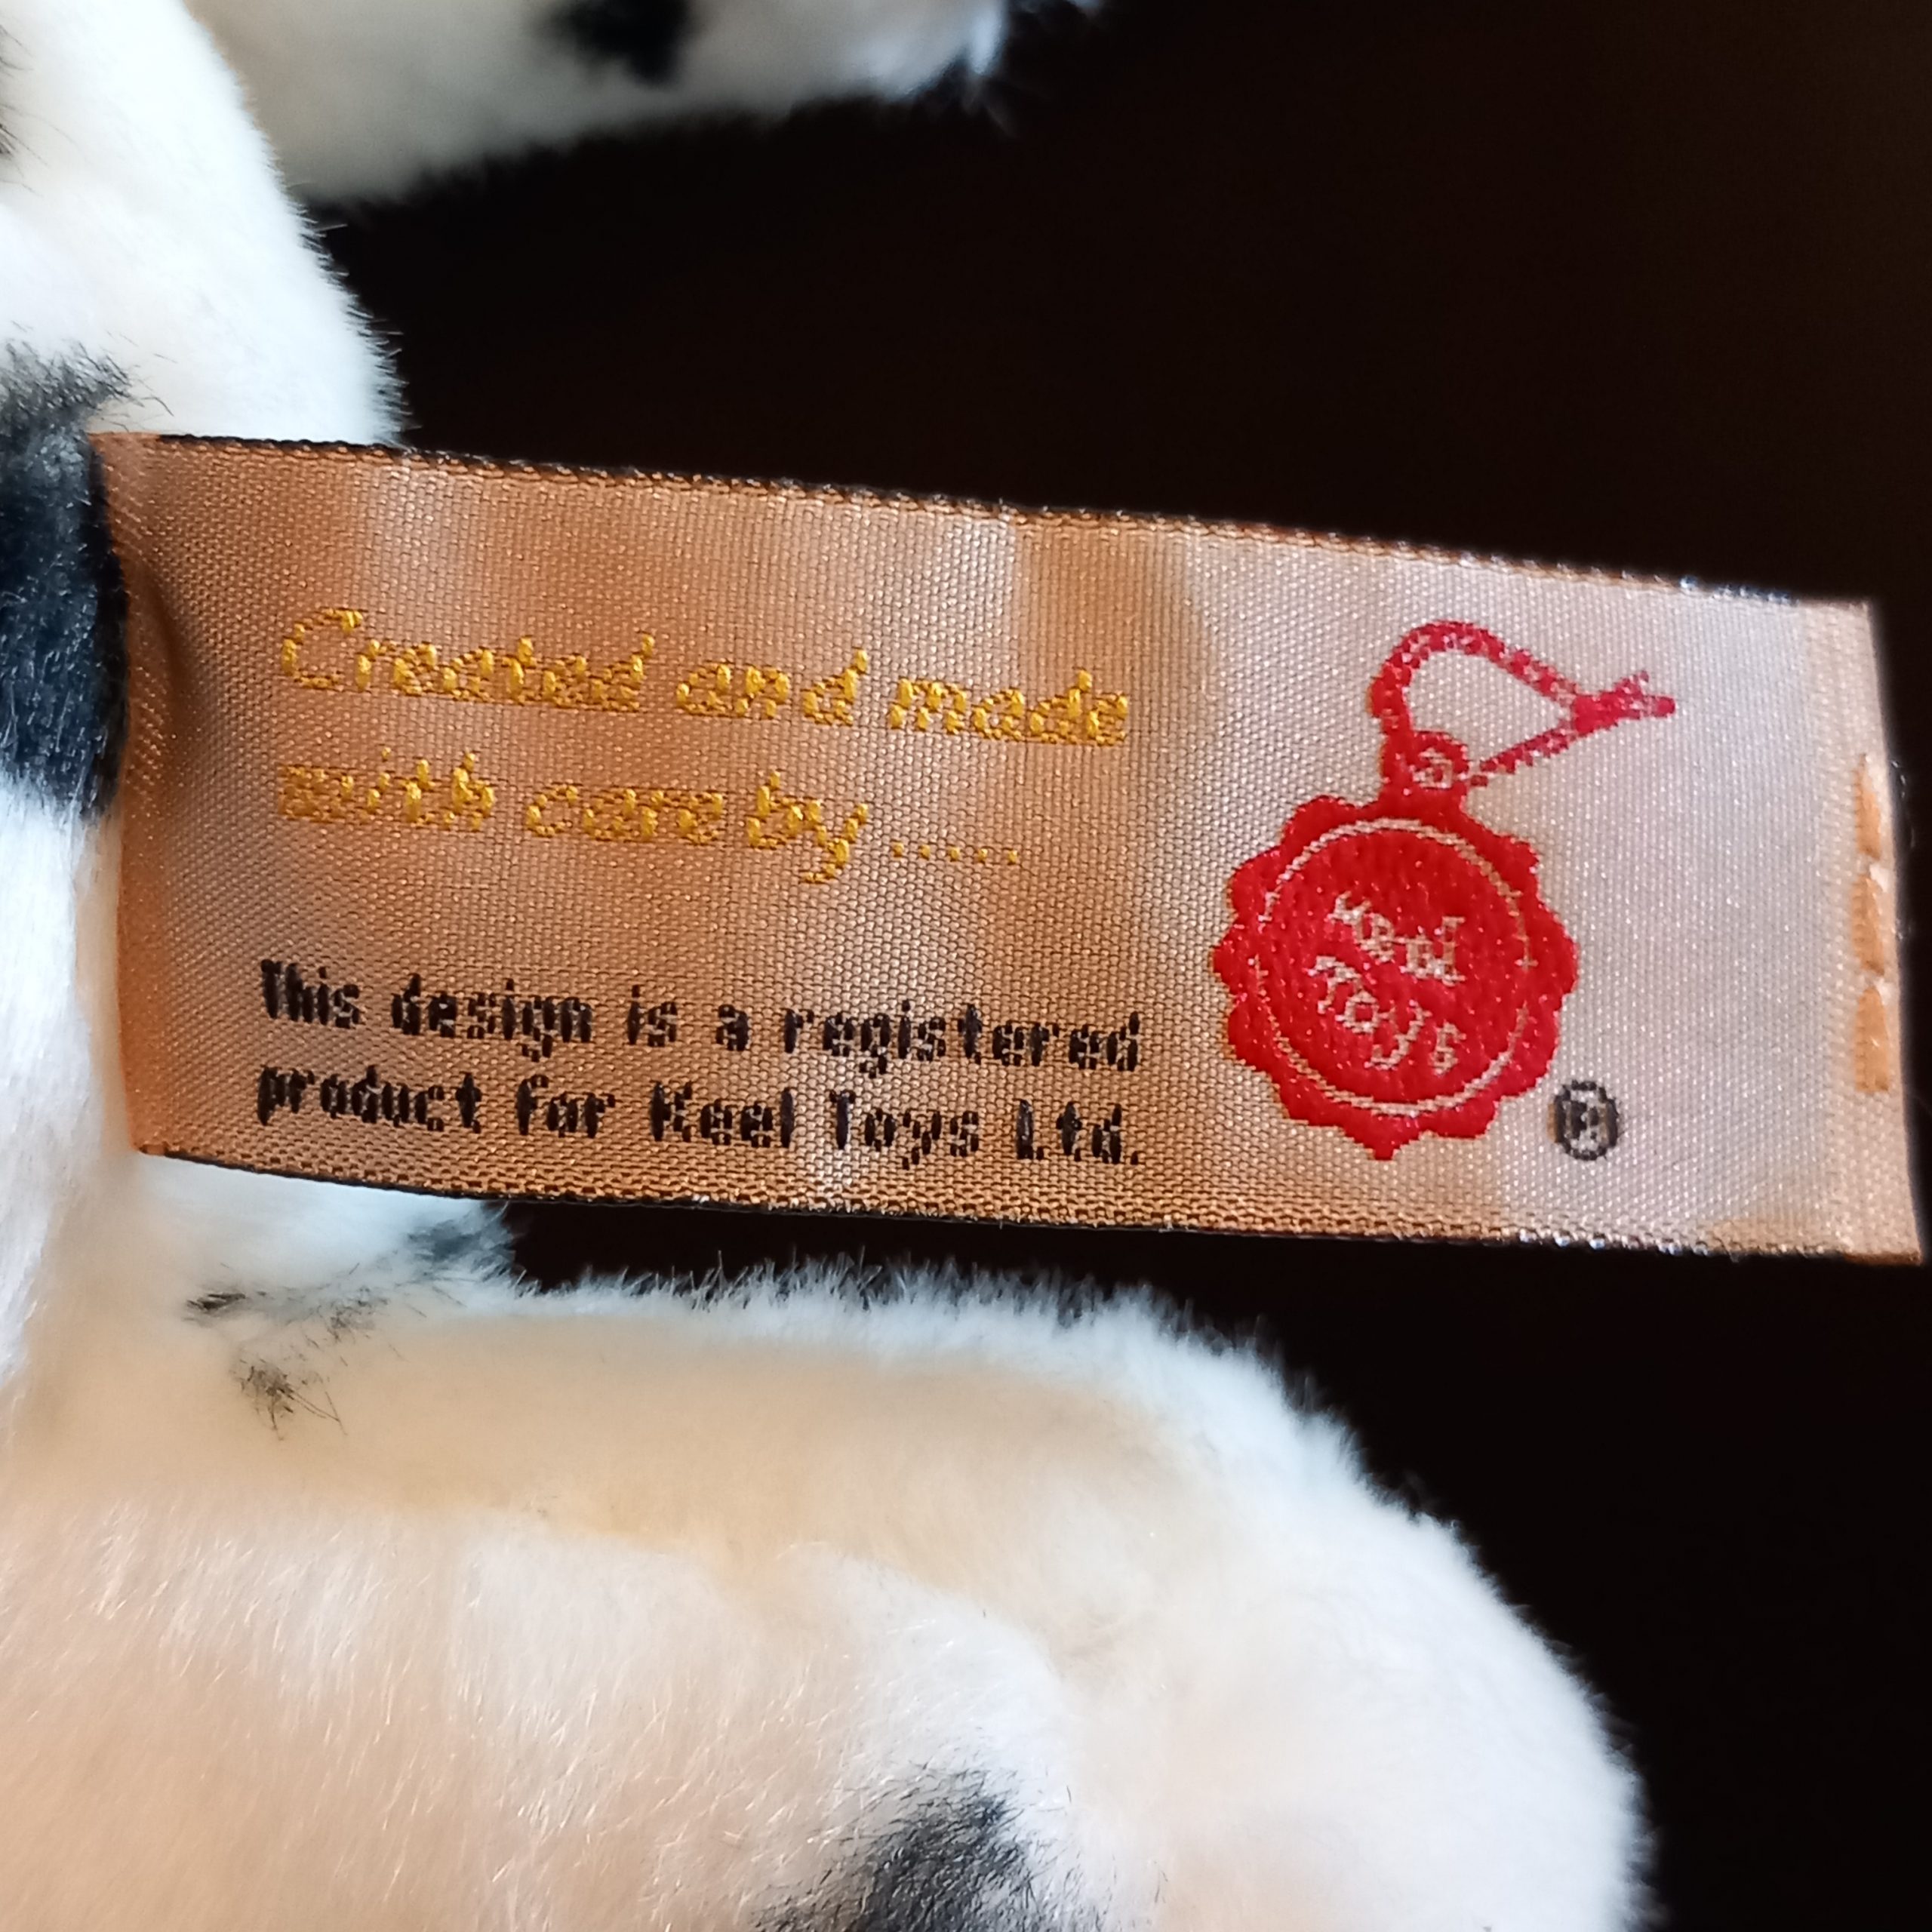 Created and made
with care by .....
This design is a registered
product for Keel Toys Ltd.
Keel
Toys
®